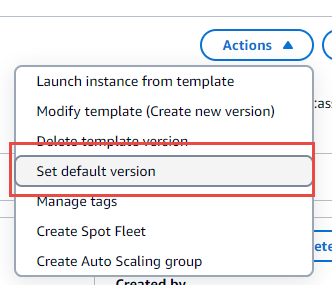 Actions
Launch instance from template
Modify template (Create new version)
Delete template version
Set default version
Manage tags
Create Spot Fleet
Create Auto Scaling group
Created by